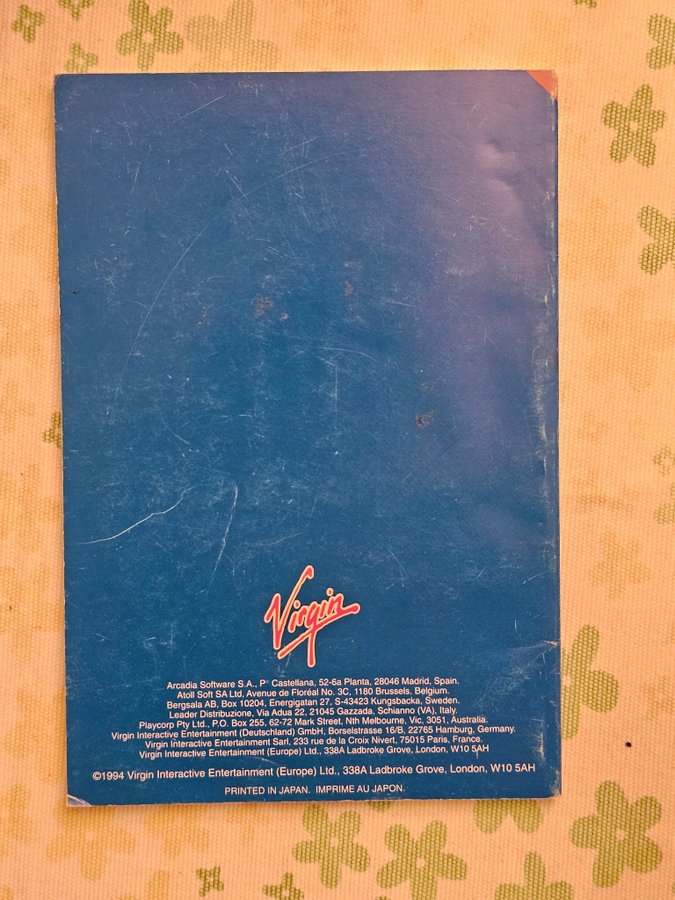 Virgin
Arcadia Software S.A., Pº Castellana, 52-6a Planta, 28046 Madrid, Spain.
Atoll Soft SA Ltd, Avenue de Floréal No. 3C, 1180 Brussels. Belgium.
Bergsala AB, Box 10204, Energigatan 27, S-43423 Kungsbacka, Sweden.
Leader Distribuzione, Via Adua 22, 21045 Gazzada, Schianno (VA), Italy.
Playcorp Pty Ltd., P.O. Box 255, 62-72 Mark Street, Nth Melbourne, Vic, 3051, Australia.
Virgin Interactive Entertainment (Deutschland) GmbH, Borselstrasse 16/B, 22765 Hamburg, Germany.
Virgin Interactive Entertainment Sarl, 233 rue de la Croix Nivert, 75015 Paris, France.
Virgin Interactive Entertainment (Europe) Ltd., 338A Ladbroke Grove, London, W10 5AH
©1994 Virgin Interactive Entertainment (Europe) Ltd., 338A Ladbroke Grove, London, W10 5AH
PRINTED IN JAPAN. IMPRIME AU JAPON.